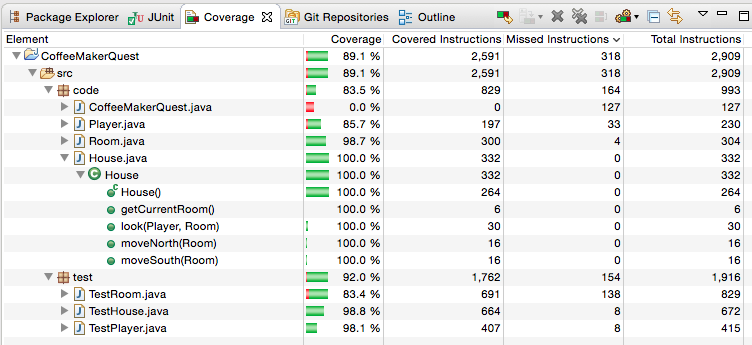 Package Explorer JUnit Coverage Git Repositories Outline
Element Coverage Covered Instructions Missed Instructions Total Instructions
CoffeeMakerQuest 89.1 % 2,591 318 2,909
src 89.1 % 2,591 318 2,909
code 83.5 % 829 164 993
CoffeeMakerQuest.java 0.0 % 0 127 127
Player.java 85.7 % 197 33 230
Room.java 98.7 % 300 4 304
House.java 100.0 % 332 0 332
House 100.0 % 332 0 332
House() 100.0 % 264 0 264
getCurrentRoom() 100.0 % 6 0 6
look(Player, Room) 100.0 % 30 0 30
moveNorth(Room) 100.0 % 16 0 16
moveSouth(Room) 100.0 % 16 0 16
test 92.0 % 1,762 154 1,916
TestRoom.java 83.4 % 691 138 829
TestHouse.java 98.8 % 664 8 672
TestPlayer.java 98.1 % 407 8 415